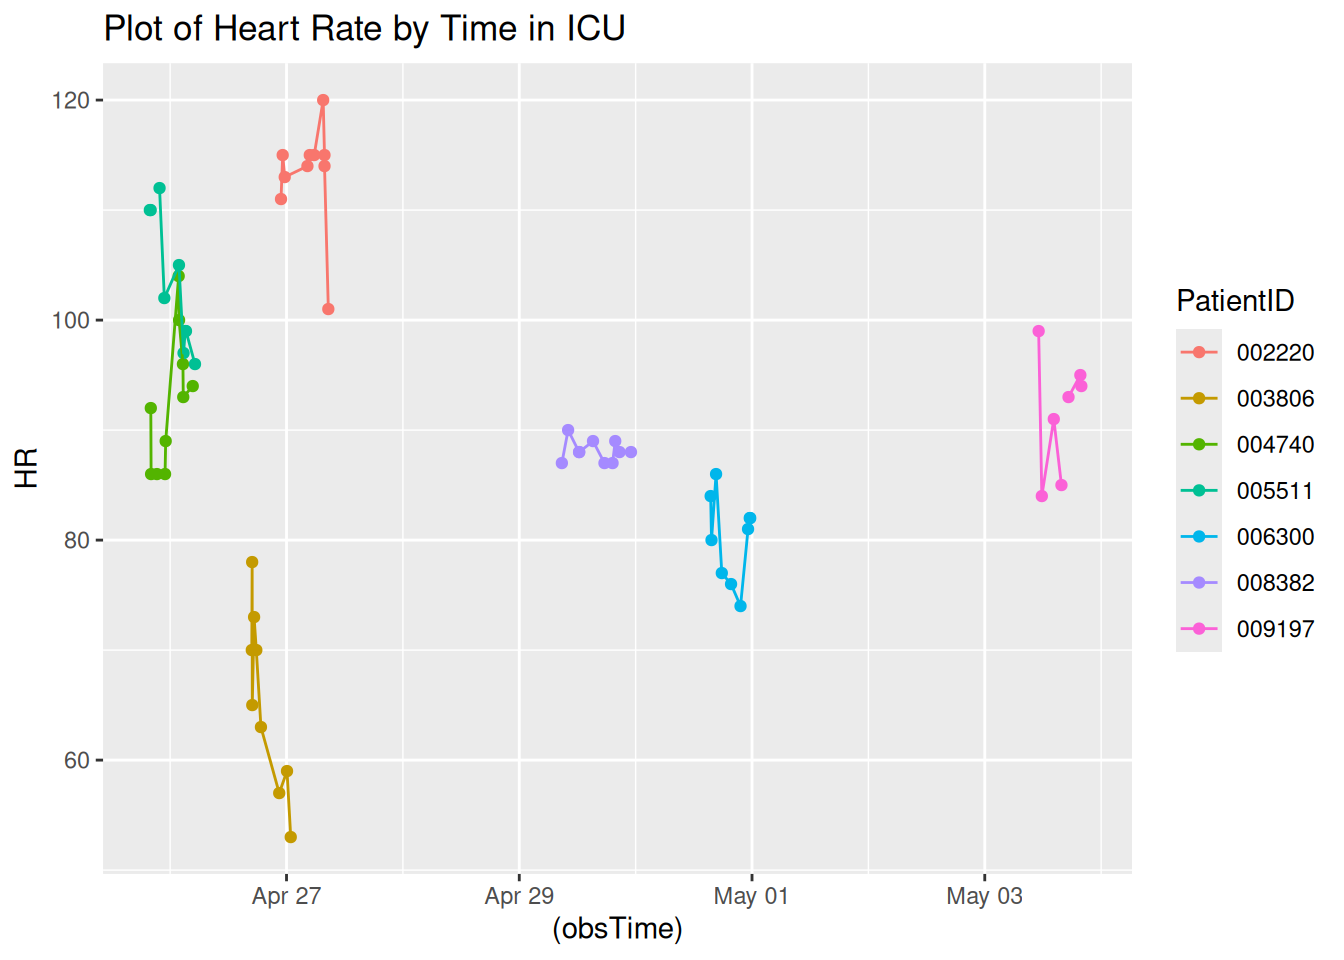 Plot of Heart Rate by Time in ICU
120
100
80
60
HR
Apr 27
Apr 29
May 01
May 03
(obsTime)
PatientID
002220
003806
004740
005511
006300
008382
009197